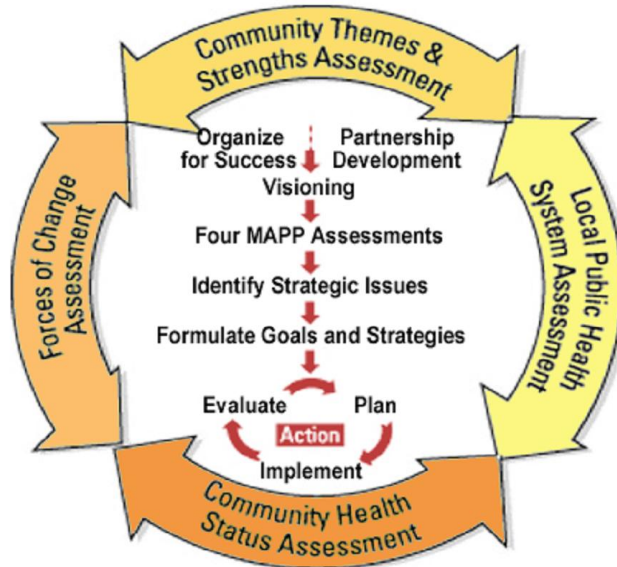 Community Themes &
Strengths Assessment
Organize
for Success
Partnership
Development
Visioning
Four MAPP Assessments
Identify Strategic Issues
Formulate Goals and Strategies
Evaluate
Plan
Action
Implement
Forces of Change
Assessment
Local Public Health
System Assessment
Community Health
Status Assessment